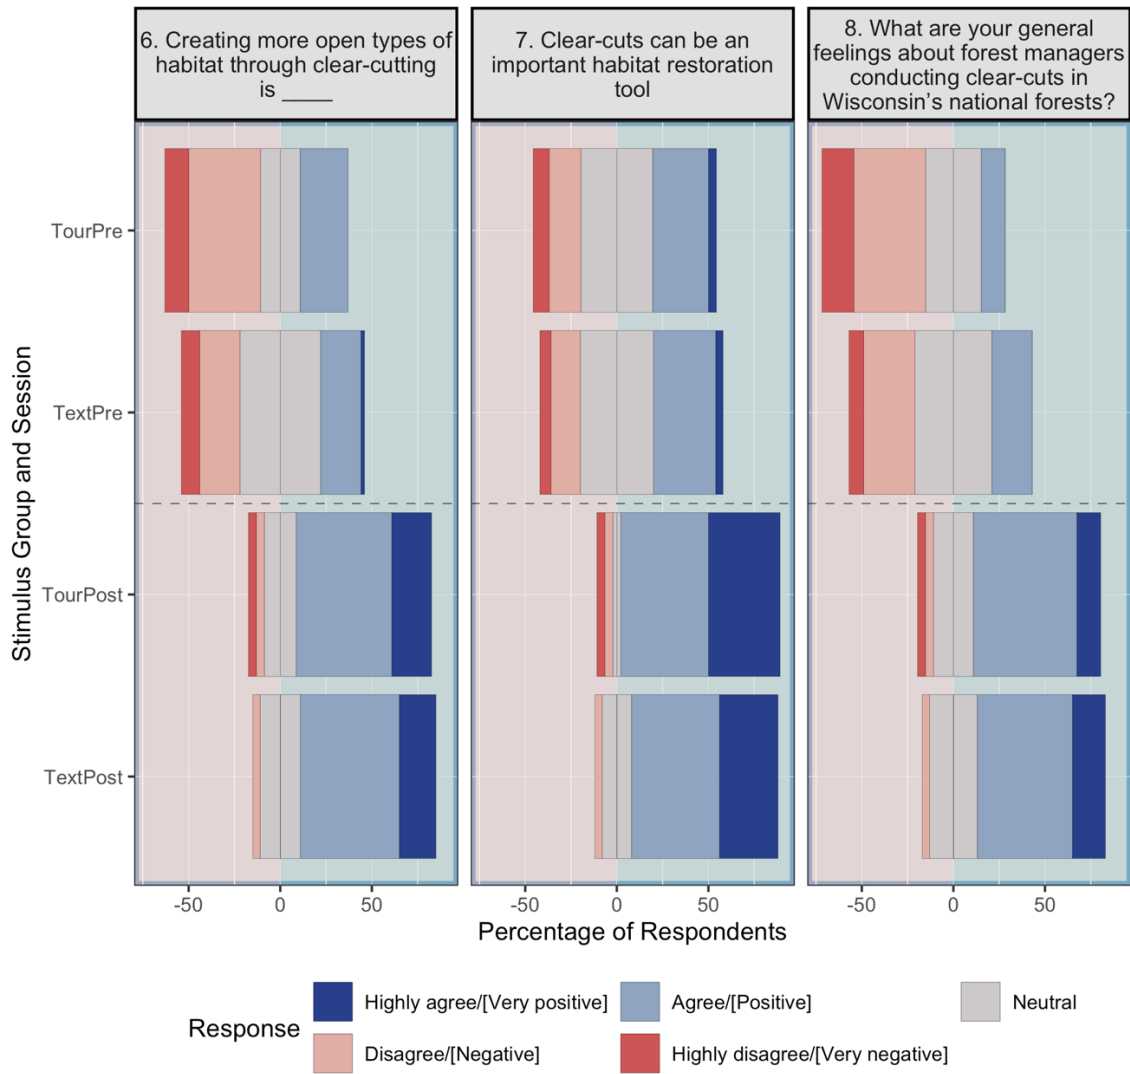 6. Creating more open types of
habitat through clear-cutting
is ____
7. Clear-cuts can be an
important habitat restoration
tool
8. What are your general
feelings about forest managers
conducting clear-cuts in
Wisconsin's national forests?
Stimulus Group and Session
TourPre
TextPre
TourPost
TextPost
-50 0 50
-50 0 50
-50 0 50
Percentage of Respondents
Response
Highly agree/[Very positive]
Agree/[Positive]
Neutral
Disagree/[Negative]
Highly disagree/[Very negative]